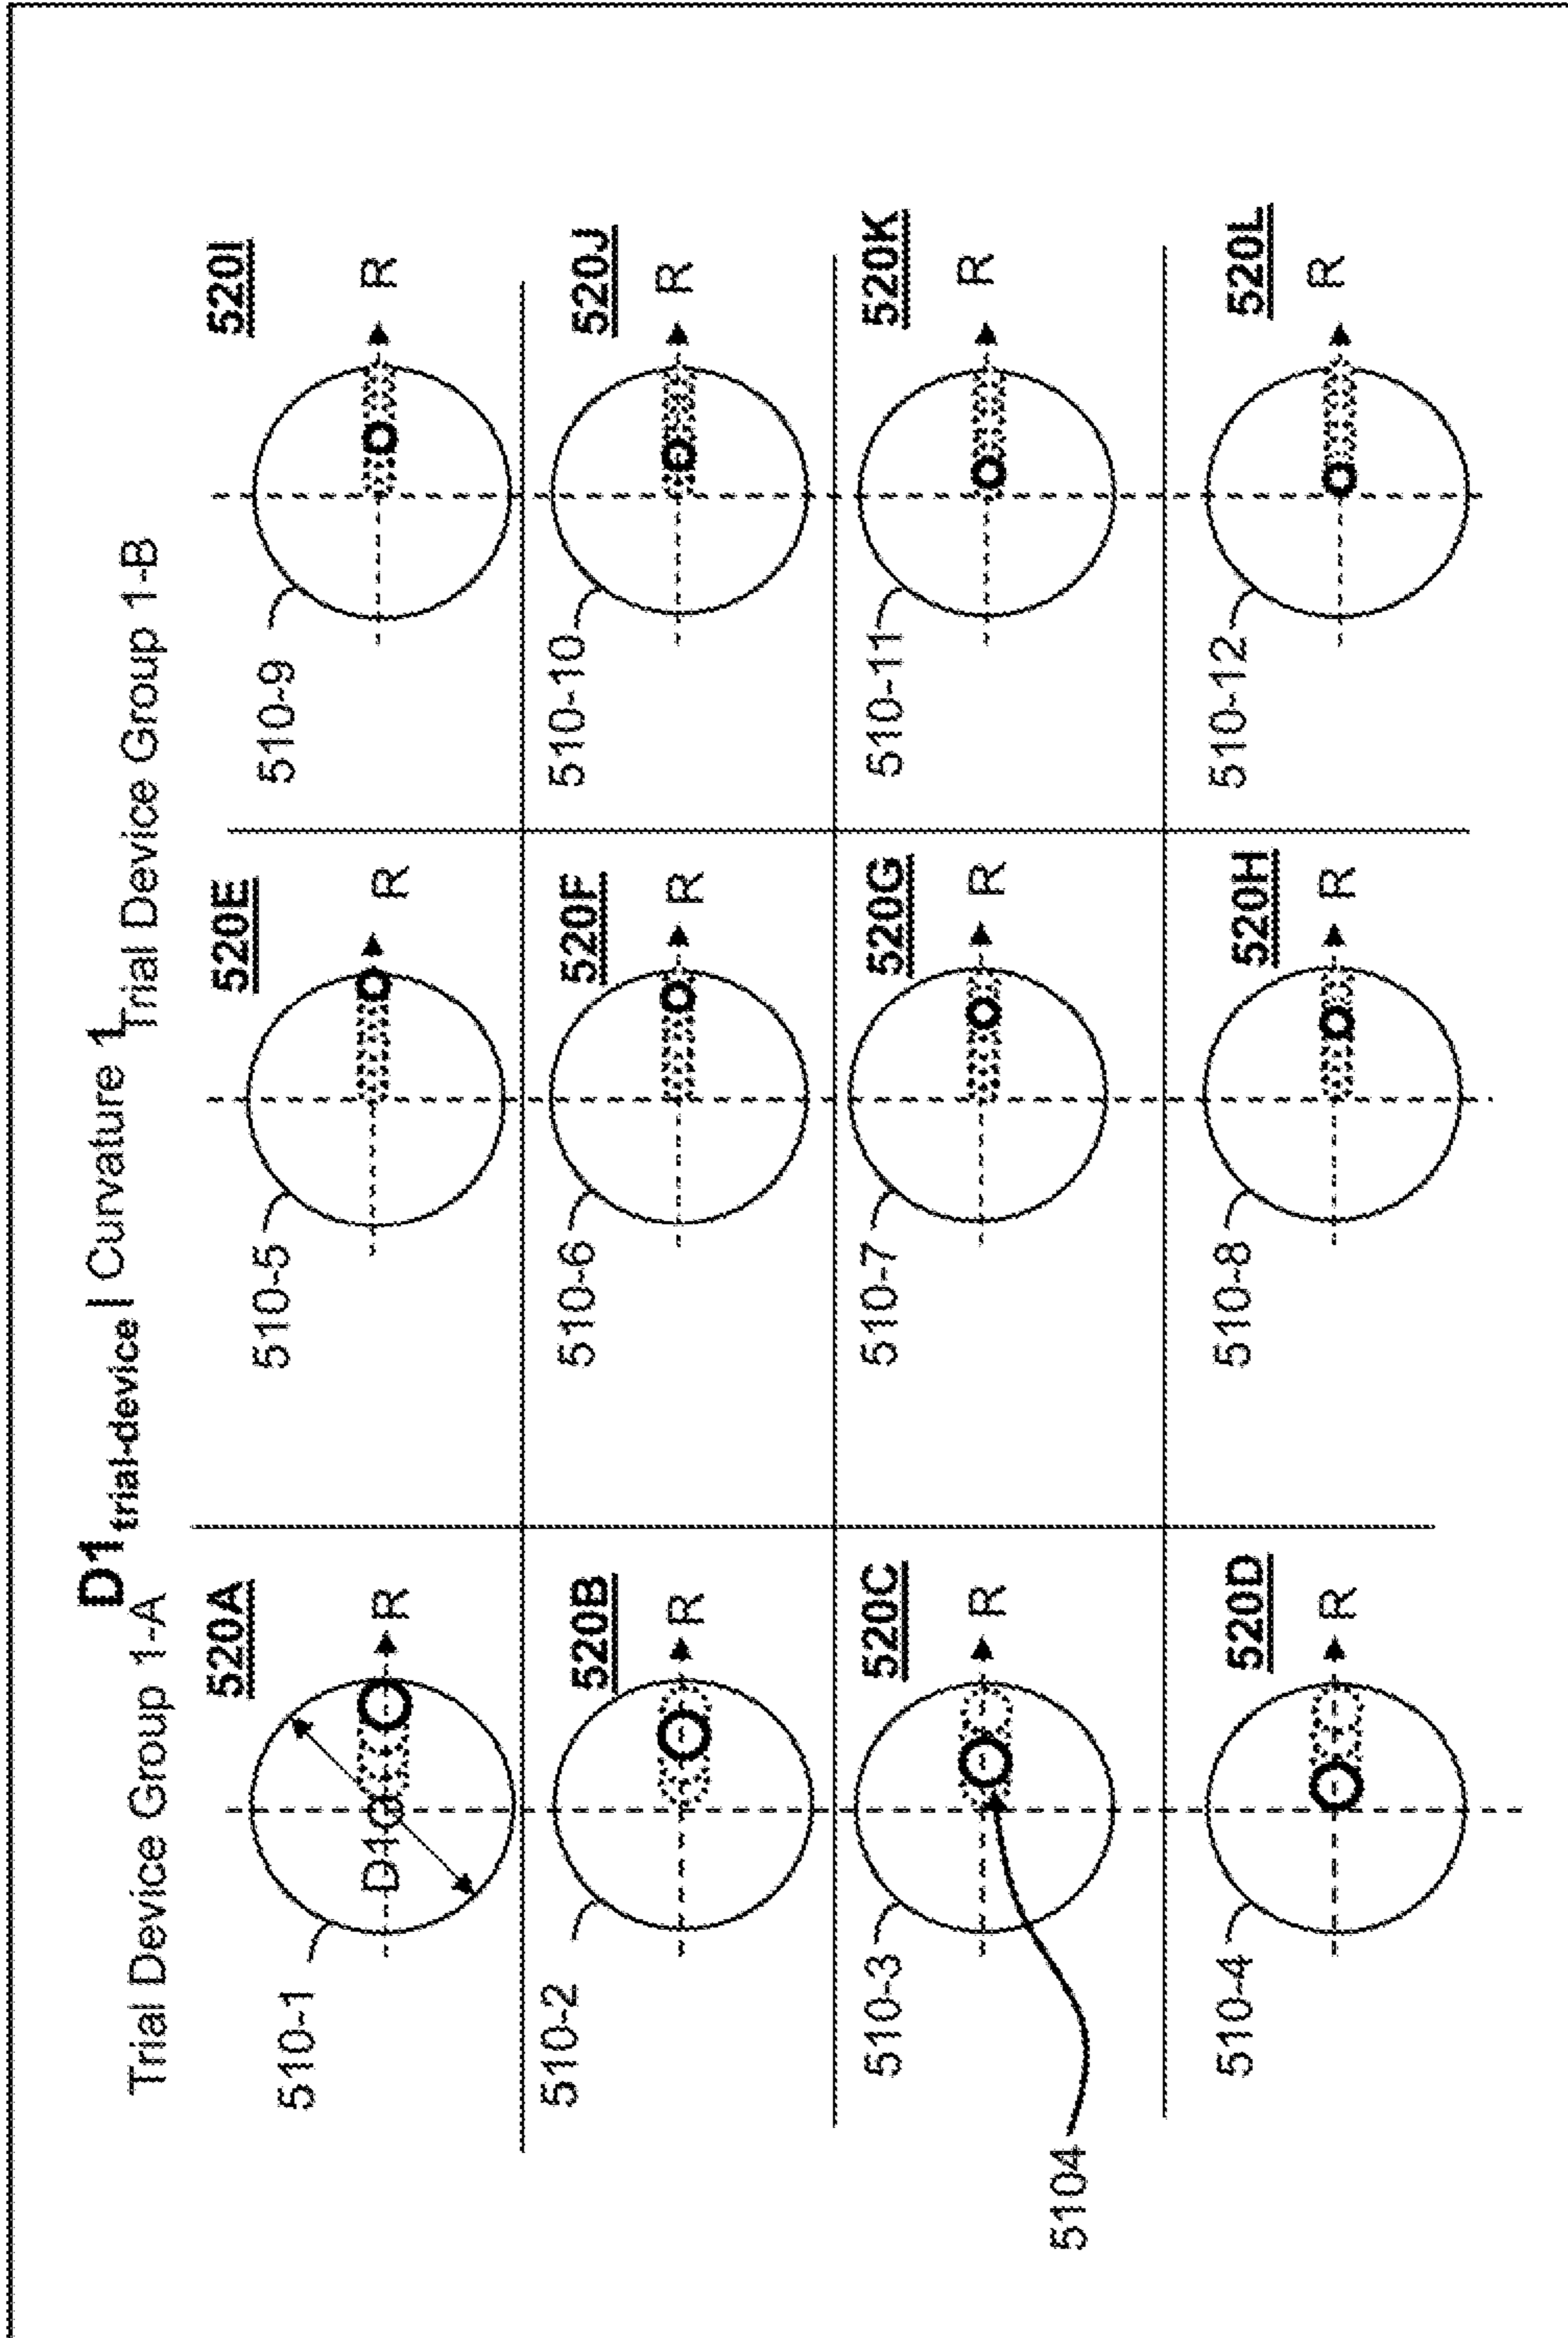 D1trial-device | Curvature 1
Trial Device Group 1-A
Trial Device Group 1-B
520A
510-1
D1
R
520E
510-5
R
520I
510-9
R
520B
510-2
R
520F
510-6
R
520J
510-10
R
520C
510-3
R
5104
520G
510-7
R
520K
510-11
R
520D
510-4
R
520H
510-8
R
520L
510-12
R